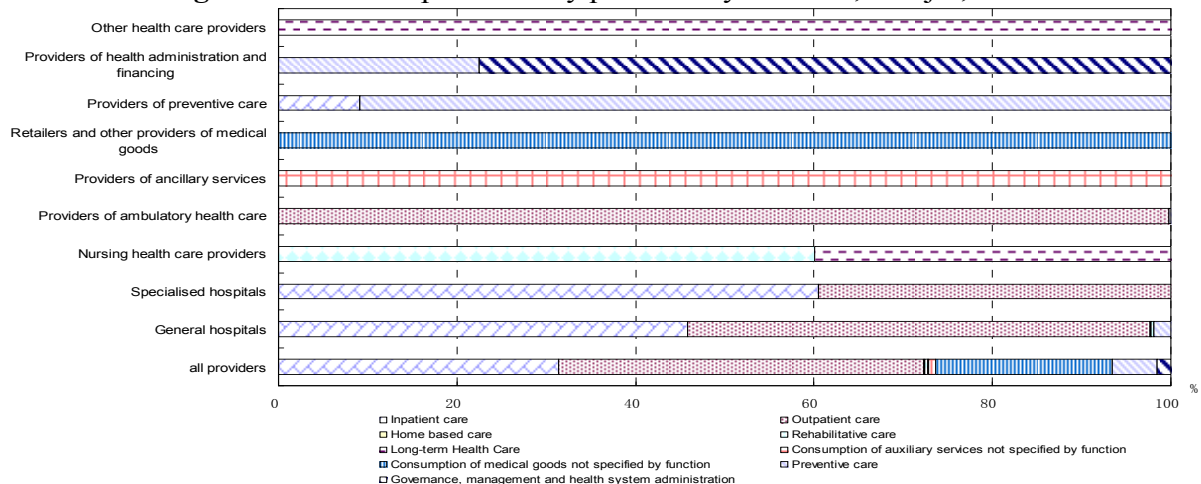 Other health care providers
Providers of health administration and
financing
Providers of preventive care
Retailers and other providers of medical
goods
Providers of ancillary services
Providers of ambulatory health care
Nursing health care providers
Specialised hospitals
General hospitals
all providers
0 20 40 60 80 100 %
Inpatient care Outpatient care
Home based care Rehabilitative care
Long-term Health Care Consumption of auxiliary services not specified by function
Consumption of medical goods not specified by function Preventive care
Governance, management and health system administration